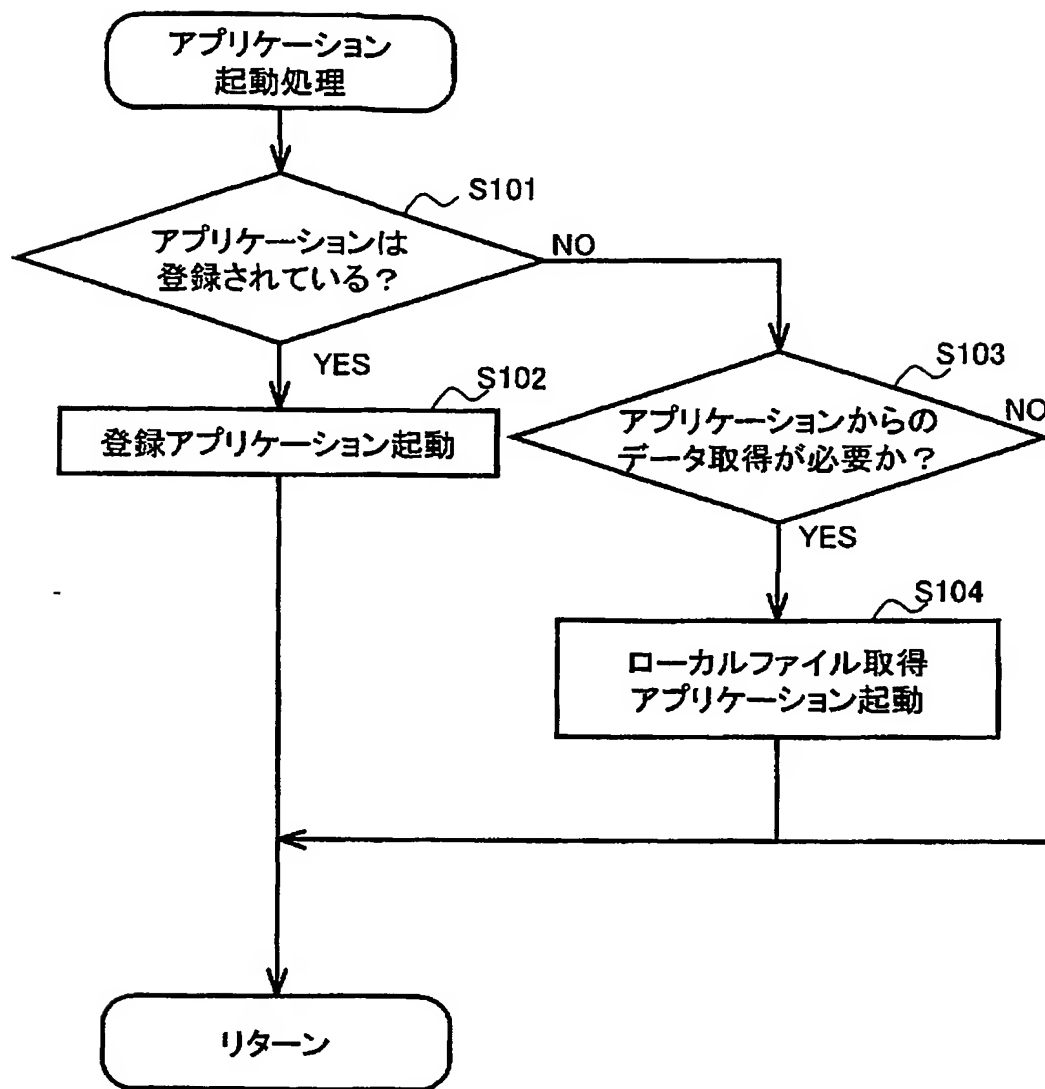 アプリケーション
起動処理
S101
アプリケーションは
登録されている？
NO
YES
S102
登録アプリケーション起動
S103
アプリケーションからの
データ取得が必要か？
NO
YES
S104
ローカルファイル取得
アプリケーション起動
リターン